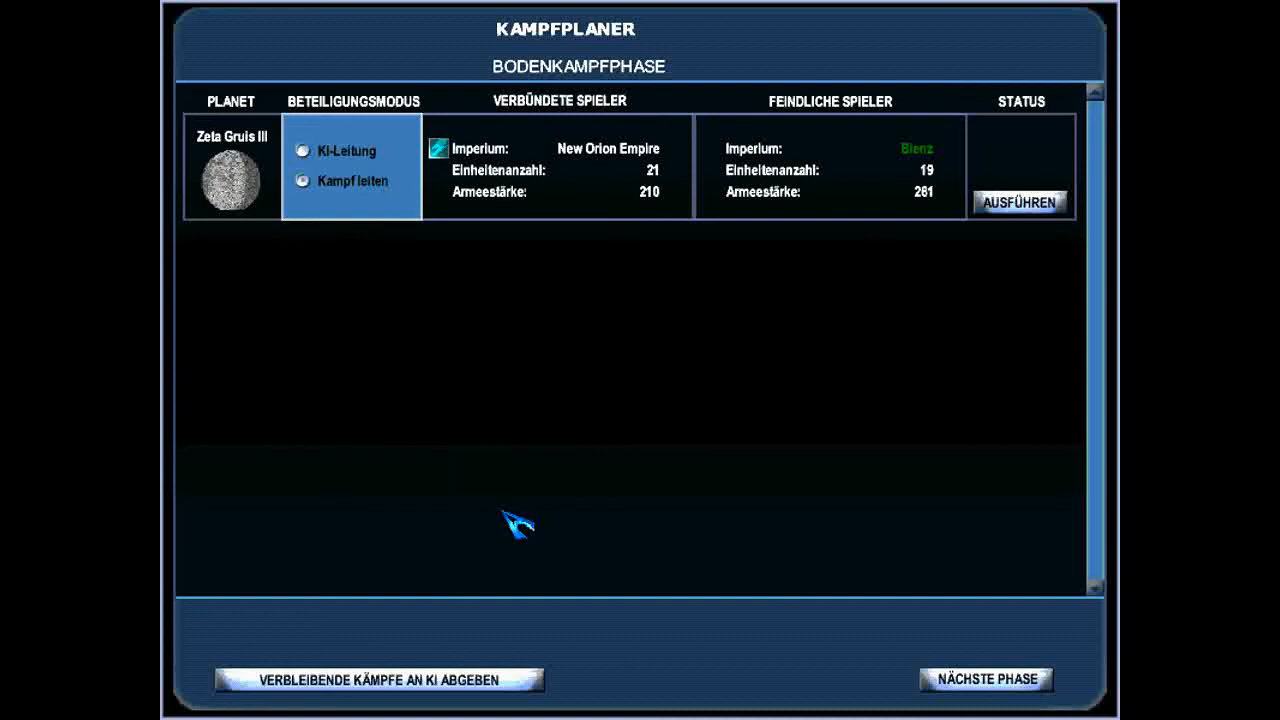 KAMPFPLANER
BODENKAMPFPHASE
PLANET BETEILIGUNGSMODUS VERBÜNDETE SPIELER FEINDLICHE SPIELER STATUS
Zeta Gruis III
KI-Leitung
Kampf leiten
Imperium: New Orion Empire
Einheitenanzahl: 21
Armeestärke: 210
Imperium: Bienz
Einheitenanzahl: 19
Armeestärke: 261
AUSFÜHREN
VERBLEIBENDE KÄMPFE AN KI ABGEBEN
NÄCHSTE PHASE